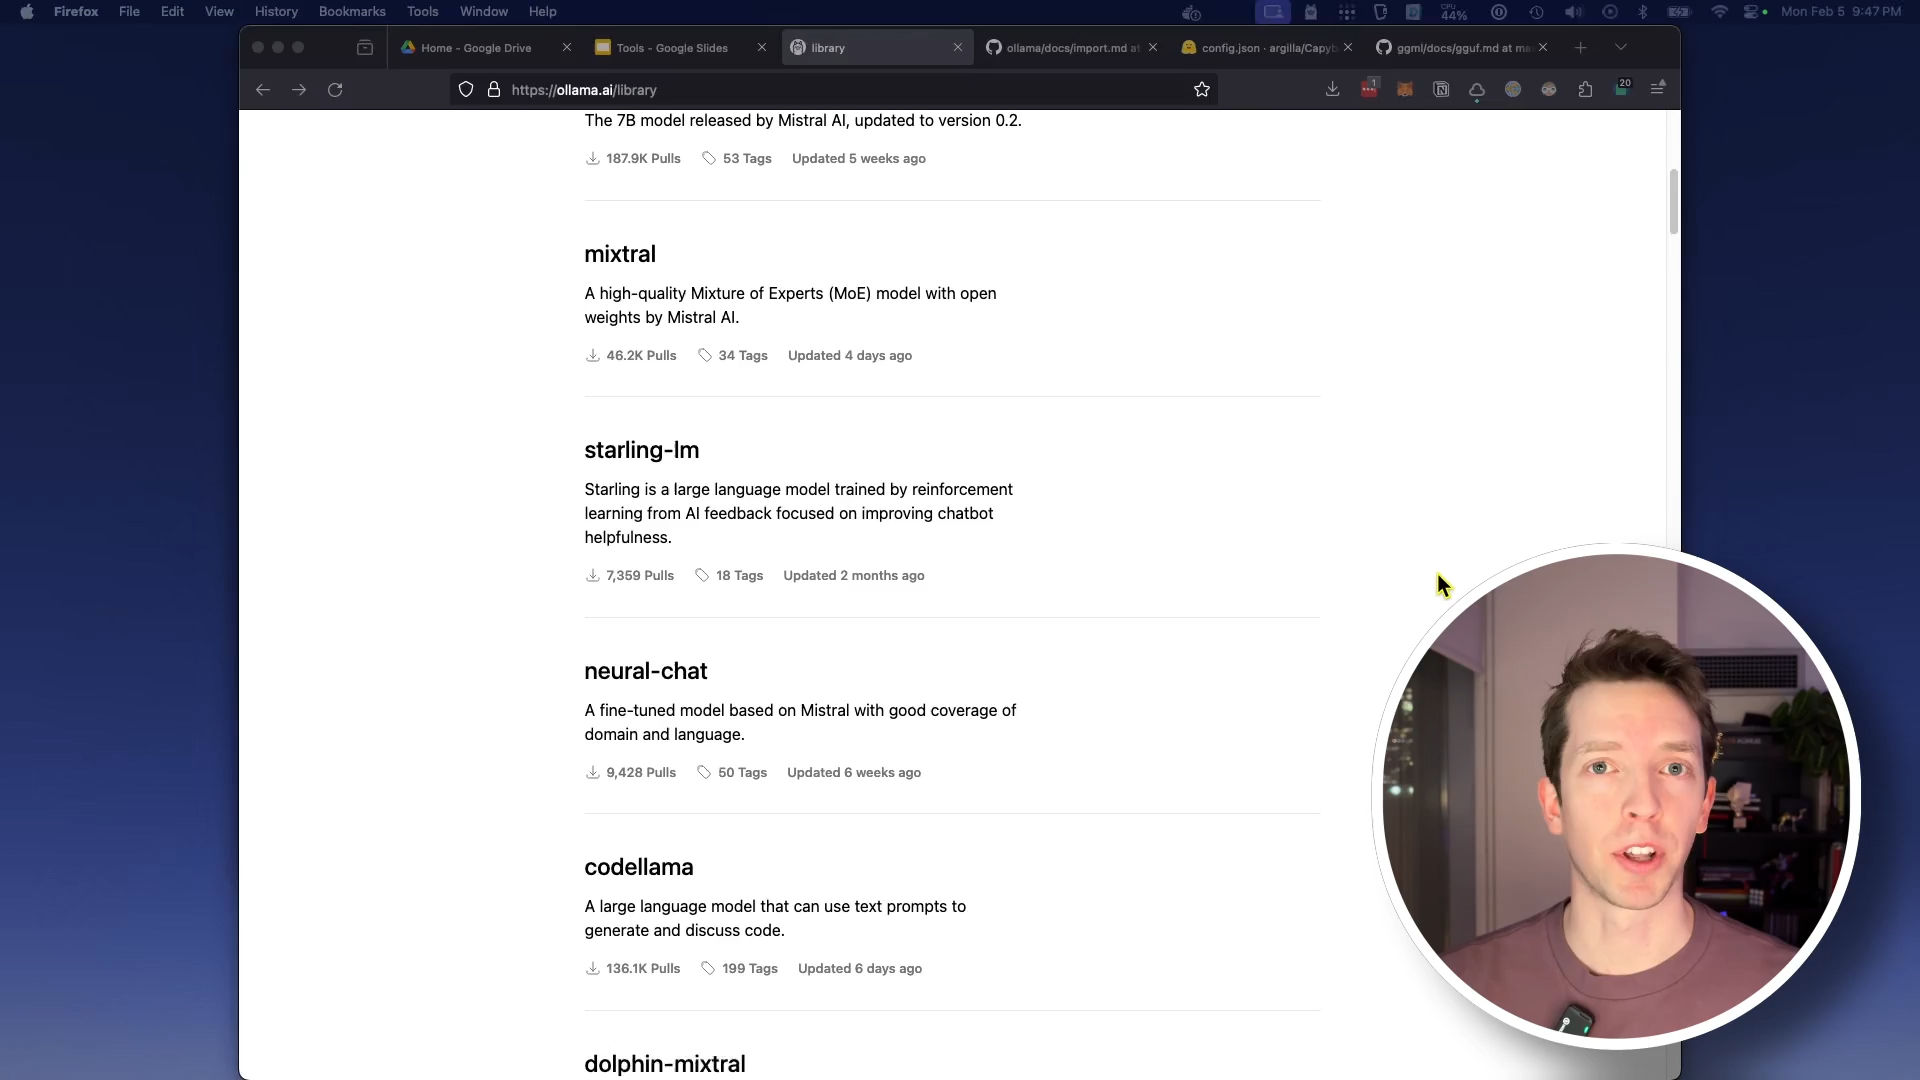 Firefox File Edit View History Bookmarks Tools Window Help
CPU
44%
Mon Feb 5 9:47 PM
Home - Google Drive
Tools - Google Slides
library
ollama/docs/import.md at
config.json · argilla/Capyb
ggml/docs/gguf.md at ma
https://ollama.ai/library
1
20
The 7B model released by Mistral AI, updated to version 0.2.
187.9K Pulls 53 Tags Updated 5 weeks ago
mixtral
A high-quality Mixture of Experts (MoE) model with open
weights by Mistral AI.
46.2K Pulls 34 Tags Updated 4 days ago
starling-lm
Starling is a large language model trained by reinforcement
learning from AI feedback focused on improving chatbot
helpfulness.
7,359 Pulls 18 Tags Updated 2 months ago
neural-chat
A fine-tuned model based on Mistral with good coverage of
domain and language.
9,428 Pulls 50 Tags Updated 6 weeks ago
codellama
A large language model that can use text prompts to
generate and discuss code.
136.1K Pulls 199 Tags Updated 6 days ago
dolphin-mixtral